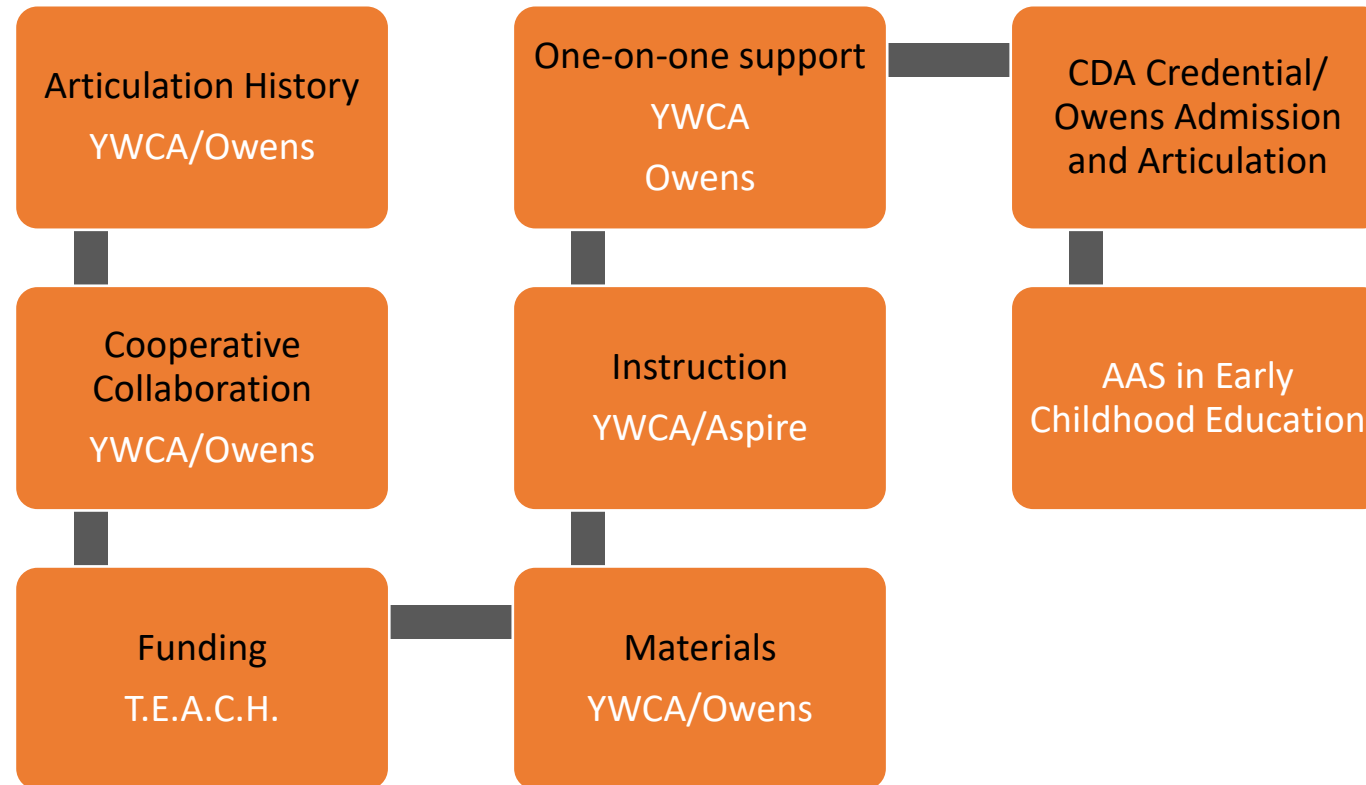 Articulation History
YWCA/Owens
Cooperative
Collaboration
YWCA/Owens
Funding
T.E.A.C.H.
Materials
YWCA/Owens
Instruction
YWCA/Aspire
One-on-one support
YWCA
Owens
CDA Credential/
Owens Admission
and Articulation
AAS in Early
Childhood Education